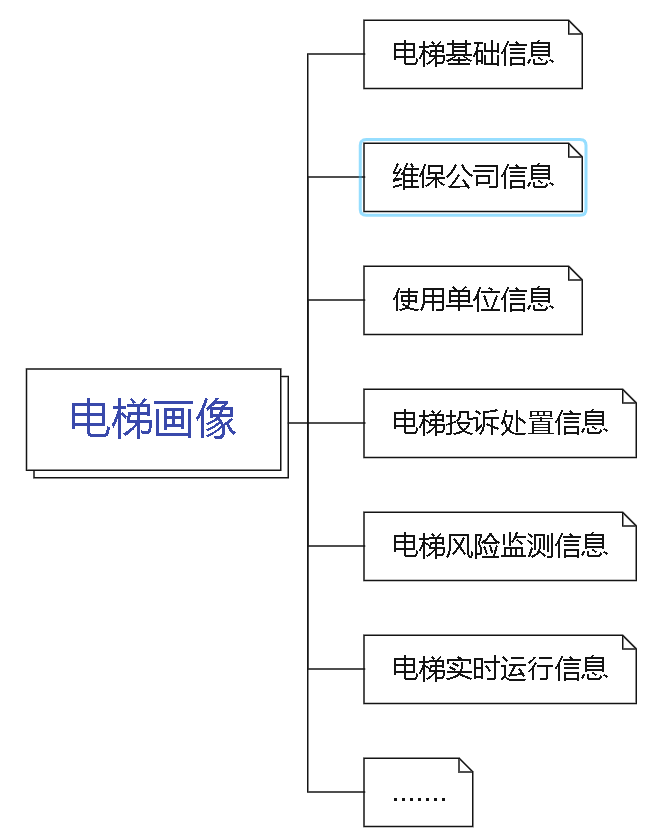 电梯基础信息
维保公司信息
使用单位信息
电梯画像
电梯投诉处置信息
电梯风险监测信息
电梯实时运行信息
.......